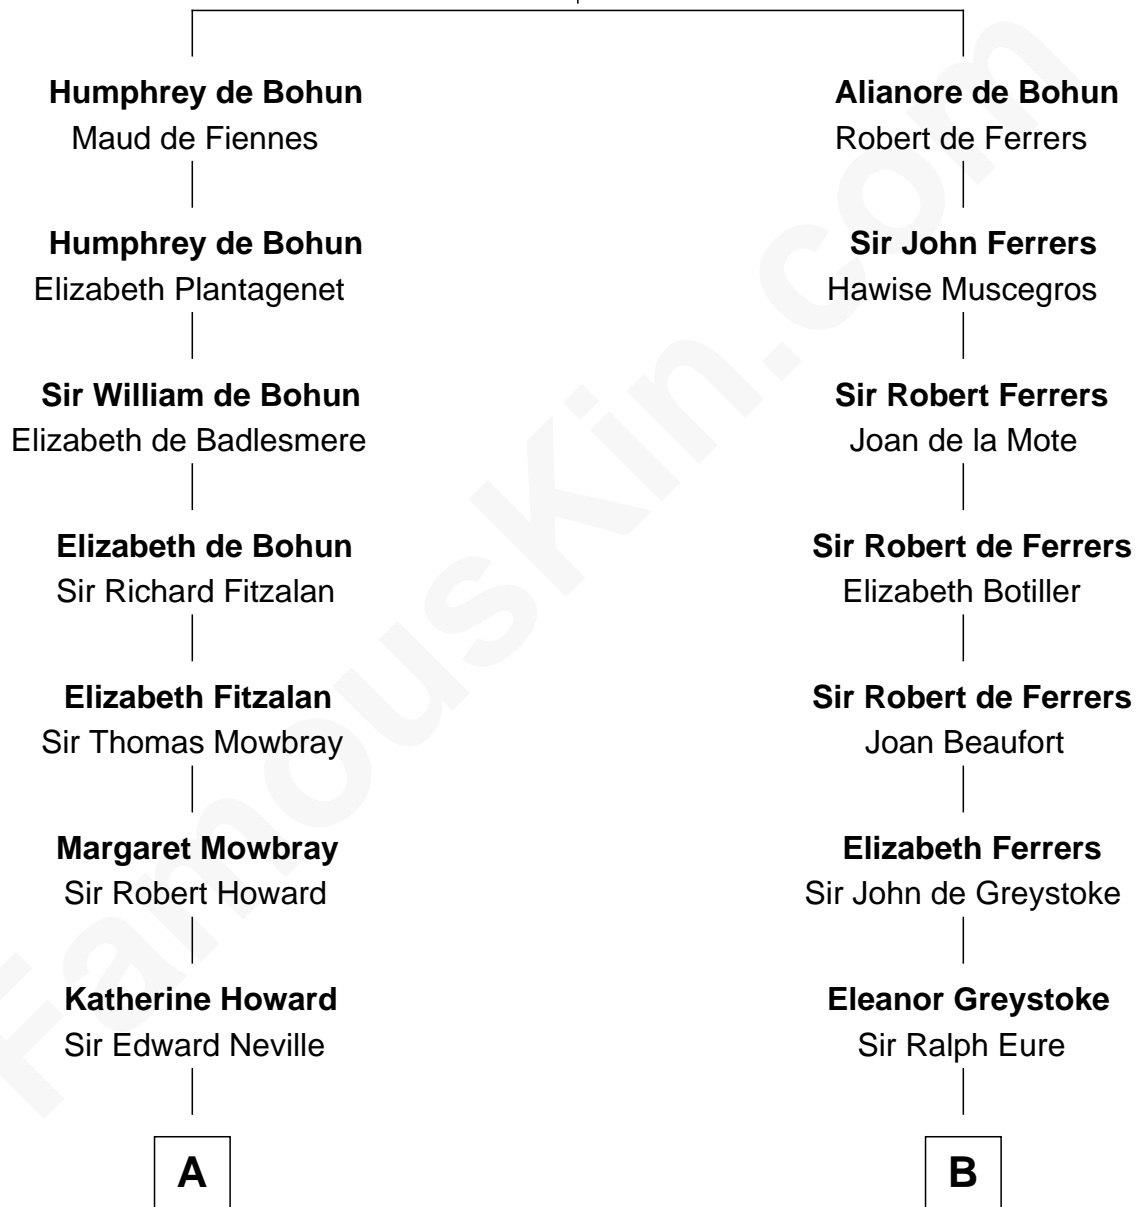 Humphrey de Bohun
Maud de Fiennes
Humphrey de Bohun
Elizabeth Plantagenet
Sir William de Bohun
Elizabeth de Badlesmere
Elizabeth de Bohun
Sir Richard Fitzalan
Elizabeth Fitzalan
Sir Thomas Mowbray
Margaret Mowbray
Sir Robert Howard
Katherine Howard
Sir Edward Neville
A
Alianore de Bohun
Robert de Ferrers
Sir John Ferrers
Hawise Muscegros
Sir Robert Ferrers
Joan de la Mote
Sir Robert de Ferrers
Elizabeth Botiller
Sir Robert de Ferrers
Joan Beaufort
Elizabeth Ferrers
Sir John de Greystoke
Eleanor Greystoke
Sir Ralph Eure
B
FamousKin.com